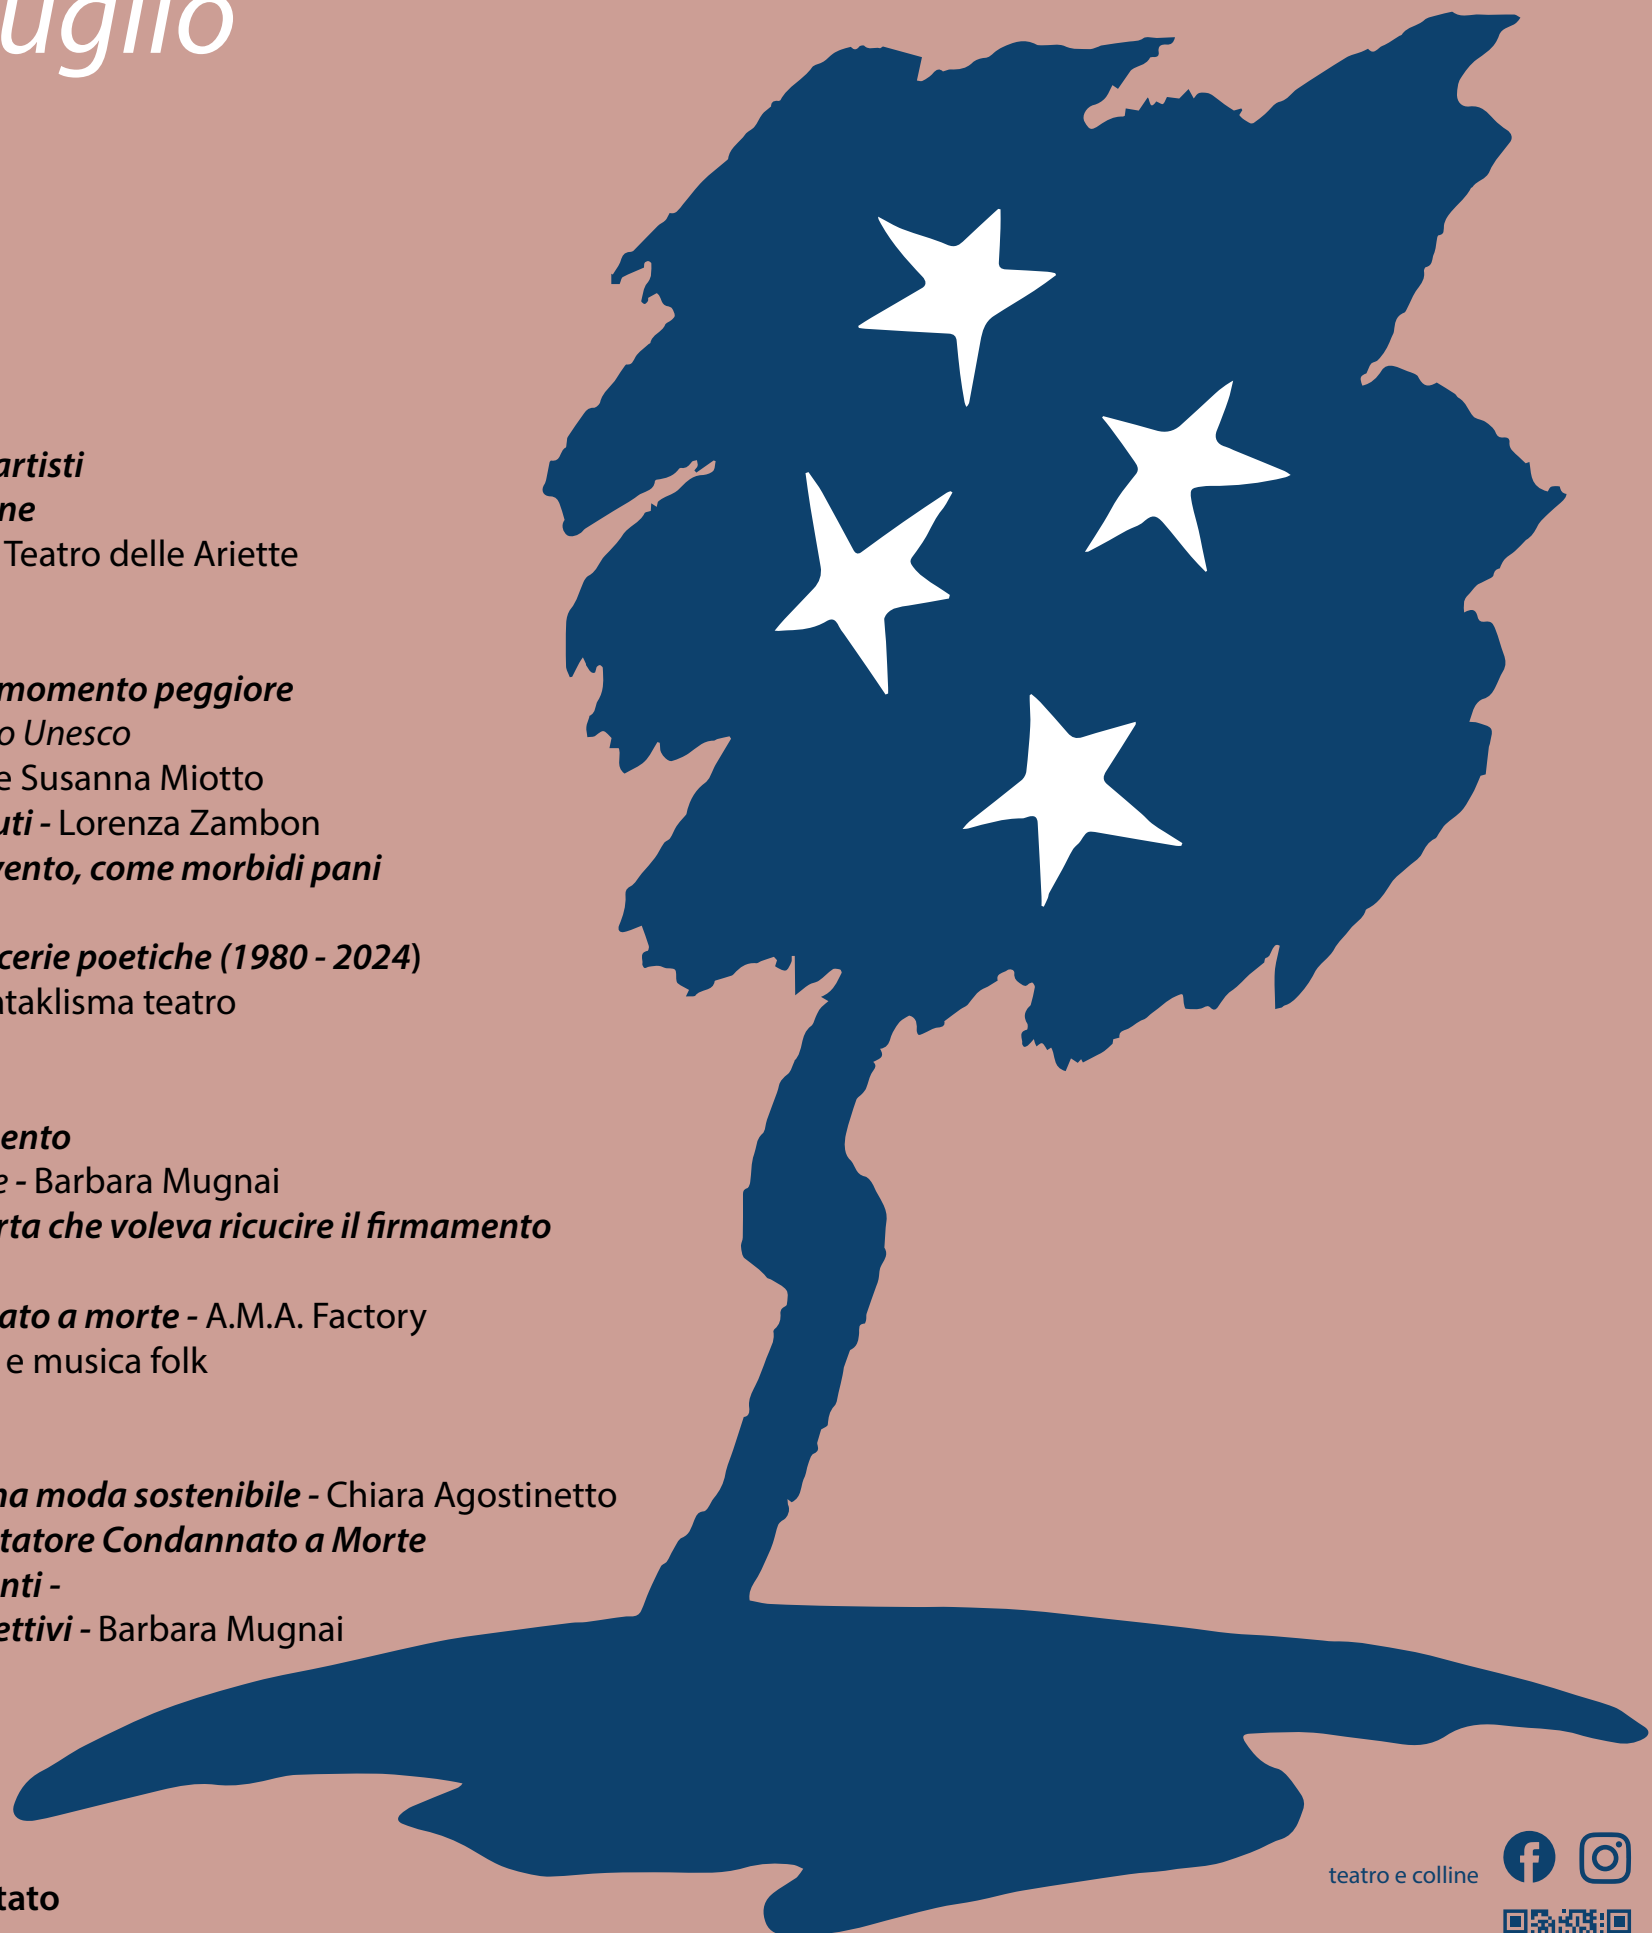 uglio
artisti
ne
Teatro delle Ariette
momento peggiore
o Unesco
e Susanna Miotto
uti - Lorenza Zambon
vento, come morbidi pani
cerie poetiche (1980 - 2024)
ataklisma teatro
ento
e - Barbara Mugnai
rta che voleva ricucire il firmamento
ato a morte - A.M.A. Factory
e musica folk
na moda sostenibile - Chiara Agostinetto
tatore Condannato a Morte
nti -
ettivi - Barbara Mugnai
teatro e colline
tato